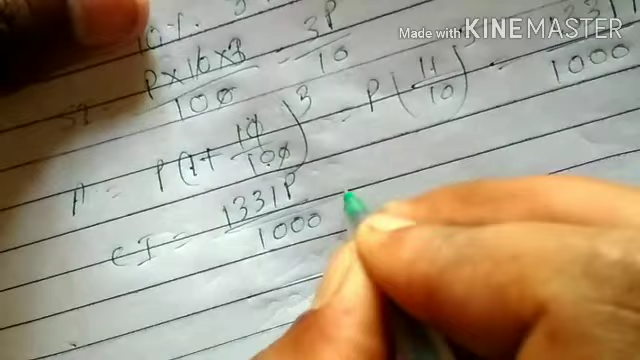 Made with KINEMASTER
10%
SI = P×10×3/100 = 3P/10
A = P(1+10/100)^3 = P(11/10)^3 = 1331P/1000
CI = 1331P/1000